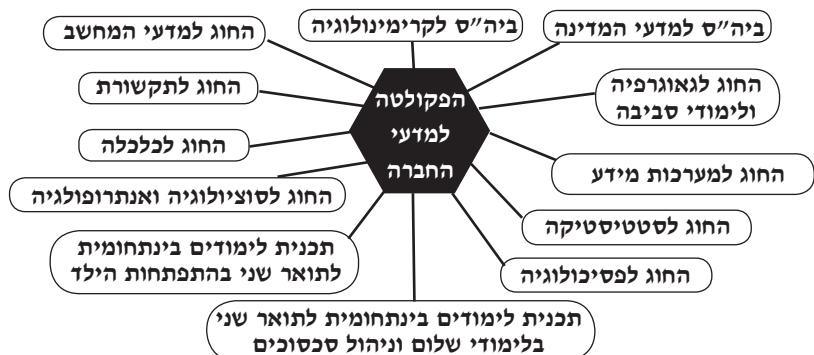 ביה״ס למדעי המדינה
ביה״ס לקרימינולוגיה
החוג למדעי המחשב
החוג לגאוגרפיה
ולימודי סביבה
הפקולטה
למדעי
החברה
החוג לתקשורת
החוג לכלכלה
החוג למערכות מידע
החוג לסוציולוגיה ואנתרופולגיה
החוג לסטטיסטיקה
תכנית לימודים בינתחומית
לתואר שני בהתפתחות הילד
החוג לפסיכולוגיה
תכנית לימודים בינתחומית לתואר שני
בלימודי שלום וניהול סכסוכים